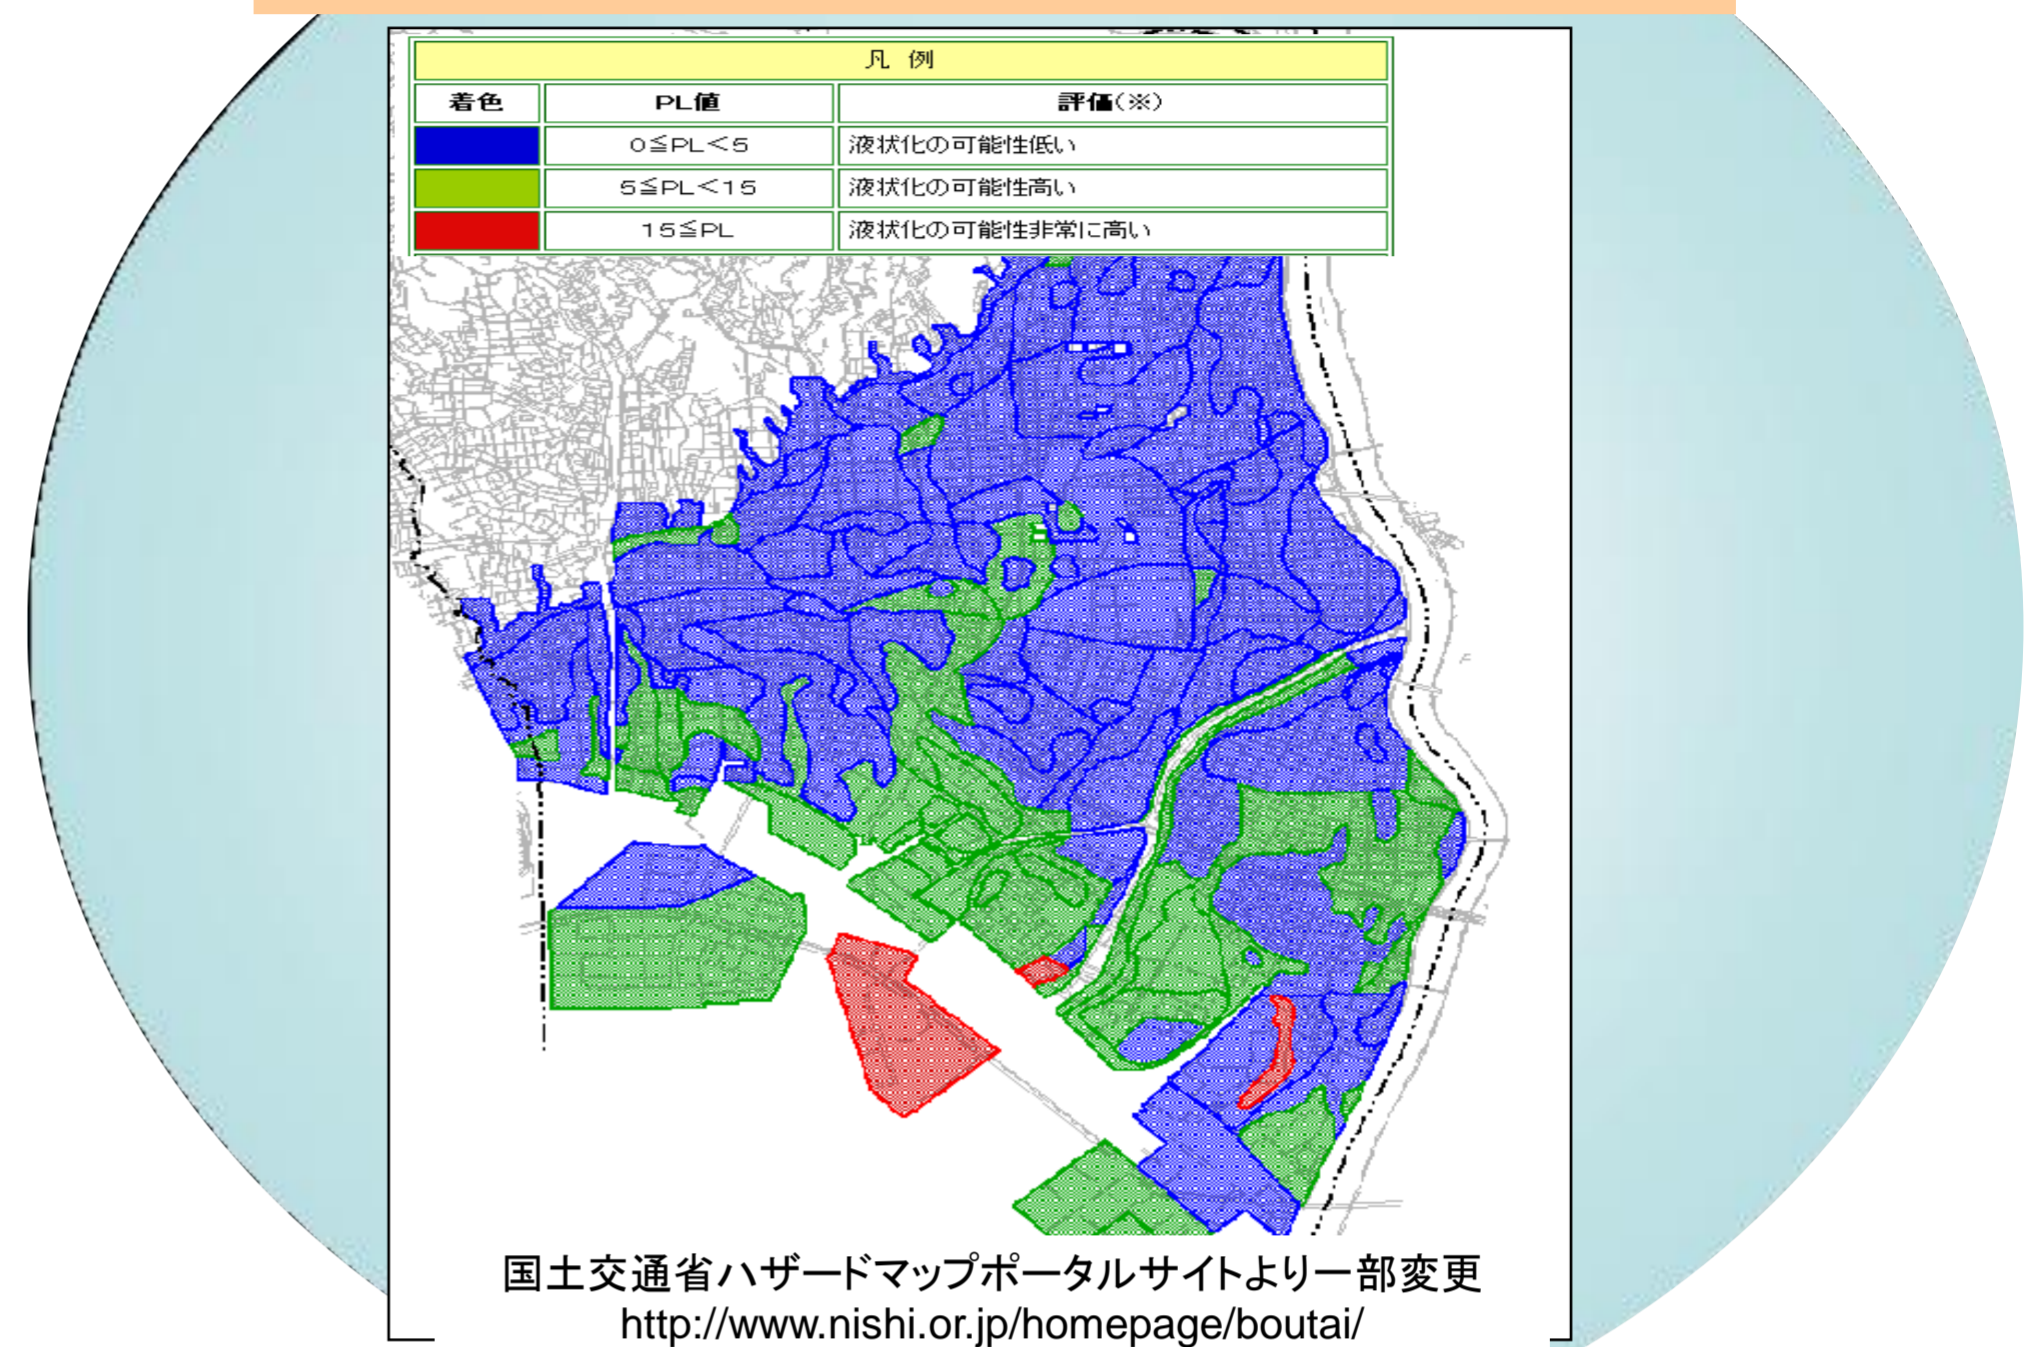 凡 例
着色 PL値 評価(※)
0≦PL<5 液状化の可能性低い
5≦PL<15 液状化の可能性高い
15≦PL 液状化の可能性非常に高い
国土交通省ハザードマップポータルサイトより一部変更
http://www.nishi.or.jp/homepage/boutai/